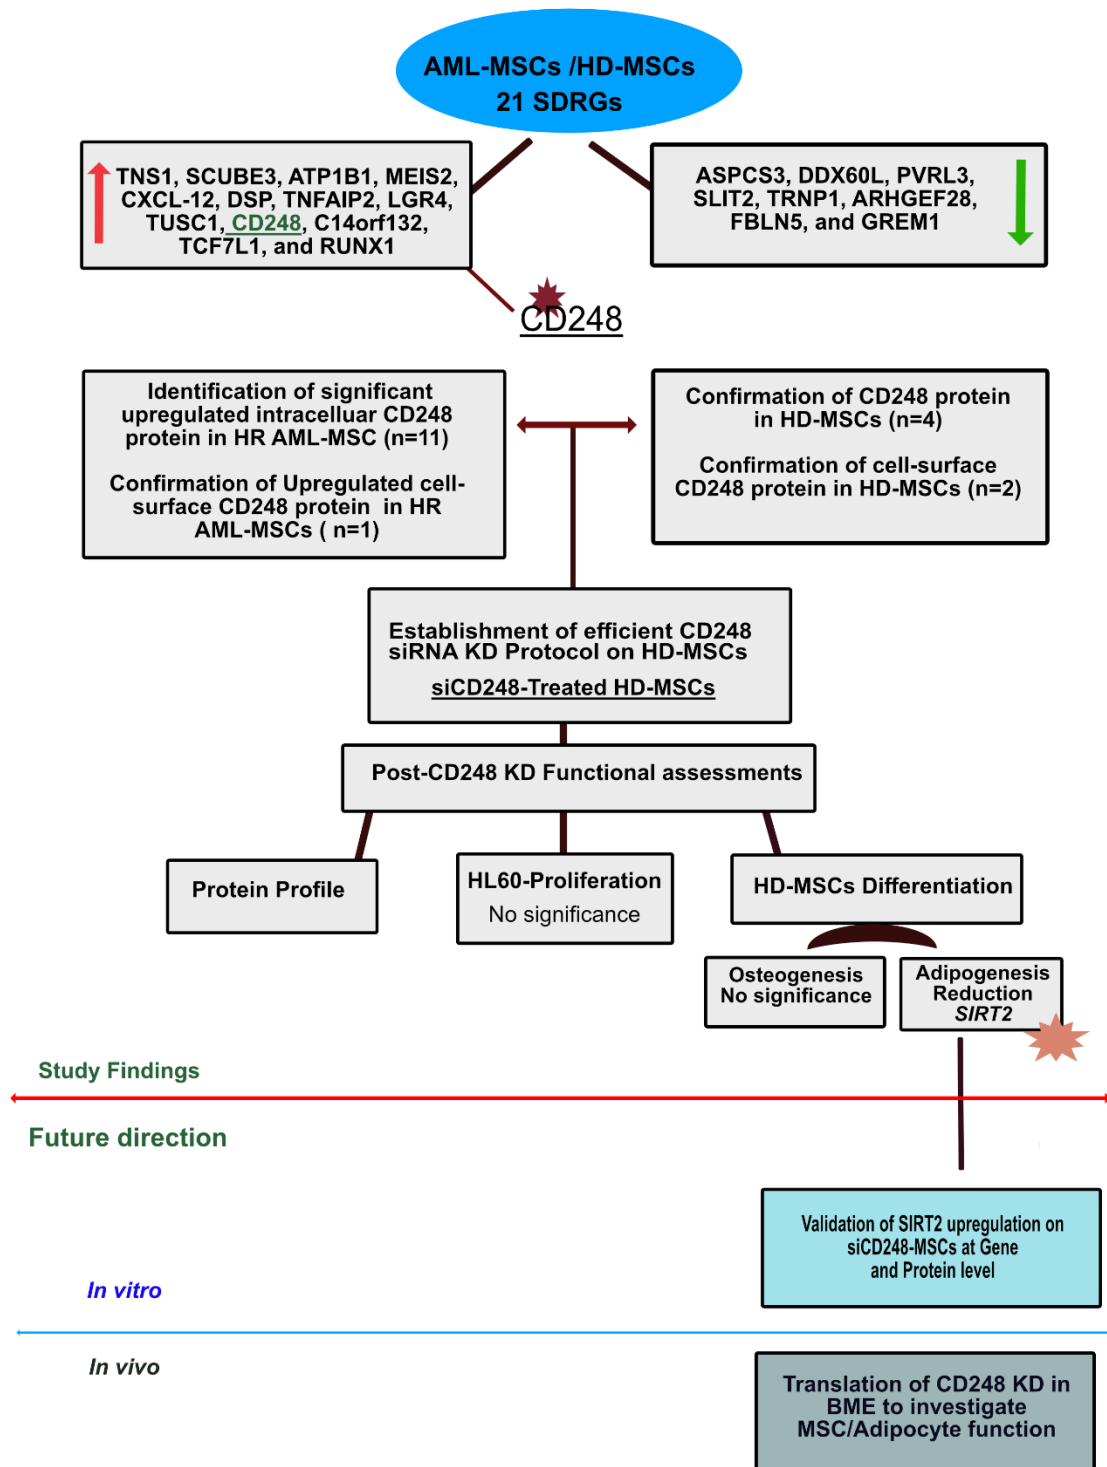 AML-MSCs /HD-MSCs
21 SDRGs
TNS1, SCUBE3, ATP1B1, MEIS2,
CXCL-12, DSP, TNFAIP2, LGR4,
TUSC1, CD248, C14orf132,
TCF7L1, and RUNX1
ASPCS3, DDX60L, PVRL3,
SLIT2, TRNP1, ARHGEF28,
FBLN5, and GREM1
CD248
Identification of significant
upregulated intracelluar CD248
protein in HR AML-MSC (n=11)
Confirmation of Upregulated cell-
surface CD248 protein in HR
AML-MSCs ( n=1)
Confirmation of CD248 protein
in HD-MSCs (n=4)
Confirmation of cell-surface
CD248 protein in HD-MSCs (n=2)
Establishment of efficient CD248
siRNA KD Protocol on HD-MSCs
siCD248-Treated HD-MSCs
Post-CD248 KD Functional assessments
Protein Profile
HL60-Proliferation
No significance
HD-MSCs Differentiation
Osteogenesis
No significance
Adipogenesis
Reduction
SIRT2
Study Findings
Future direction
Validation of SIRT2 upregulation on
siCD248-MSCs at Gene
and Protein level
In vitro
In vivo
Translation of CD248 KD in
BME to investigate
MSC/Adipocyte function